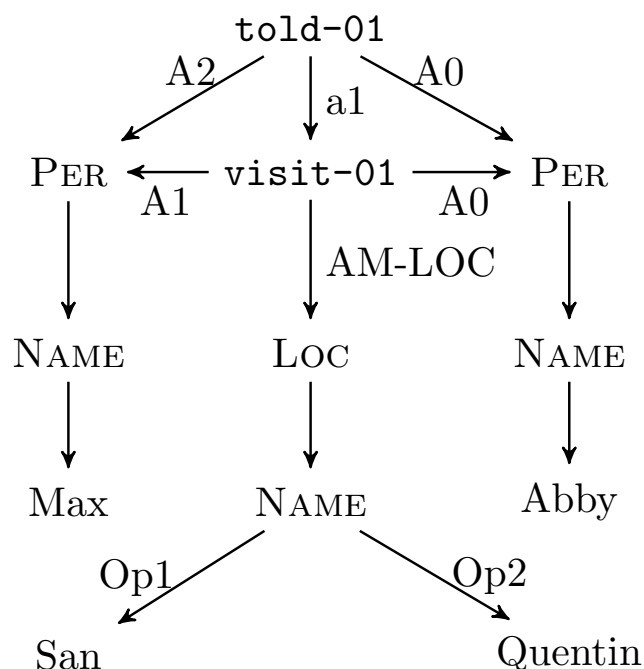 told-01
A2 A0
a1
PER visit-01 PER
A1 A0
AM-LOC
NAME LOC NAME
Max NAME Abby
Op1 Op2
San Quentin